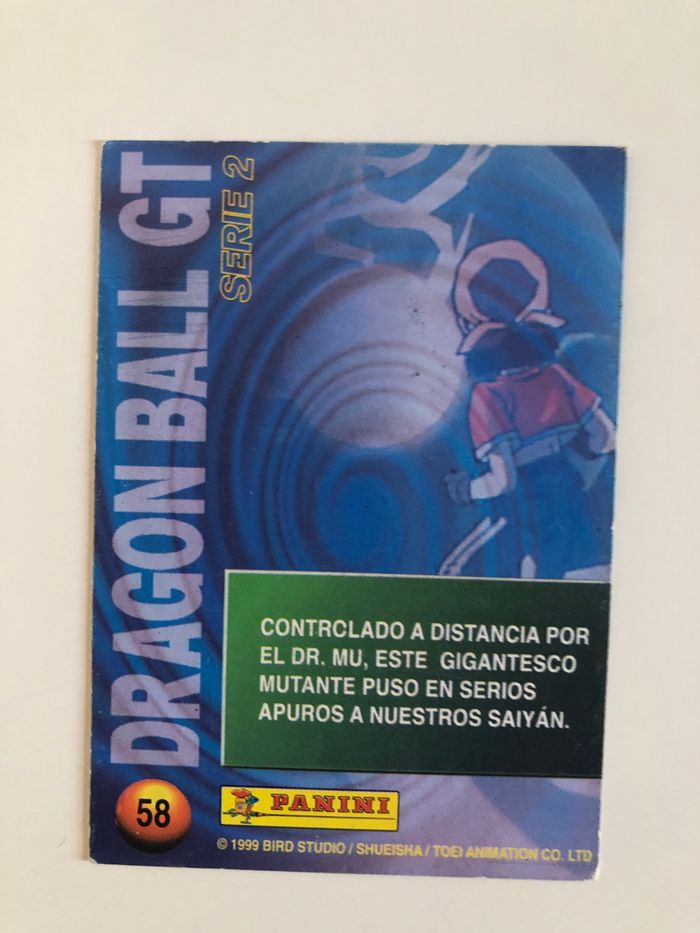 DRAGON BALL GT
SERIE 2
CONTRCLADO A DISTANCIA POR
EL DR. MU, ESTE GIGANTESCO
MUTANTE PUSO EN SERIOS
APUROS A NUESTROS SAIYÁN.
58
PANINI
© 1999 BIRD STUDIO / SHUEISHA / TOEI ANIMATION CO. LTD